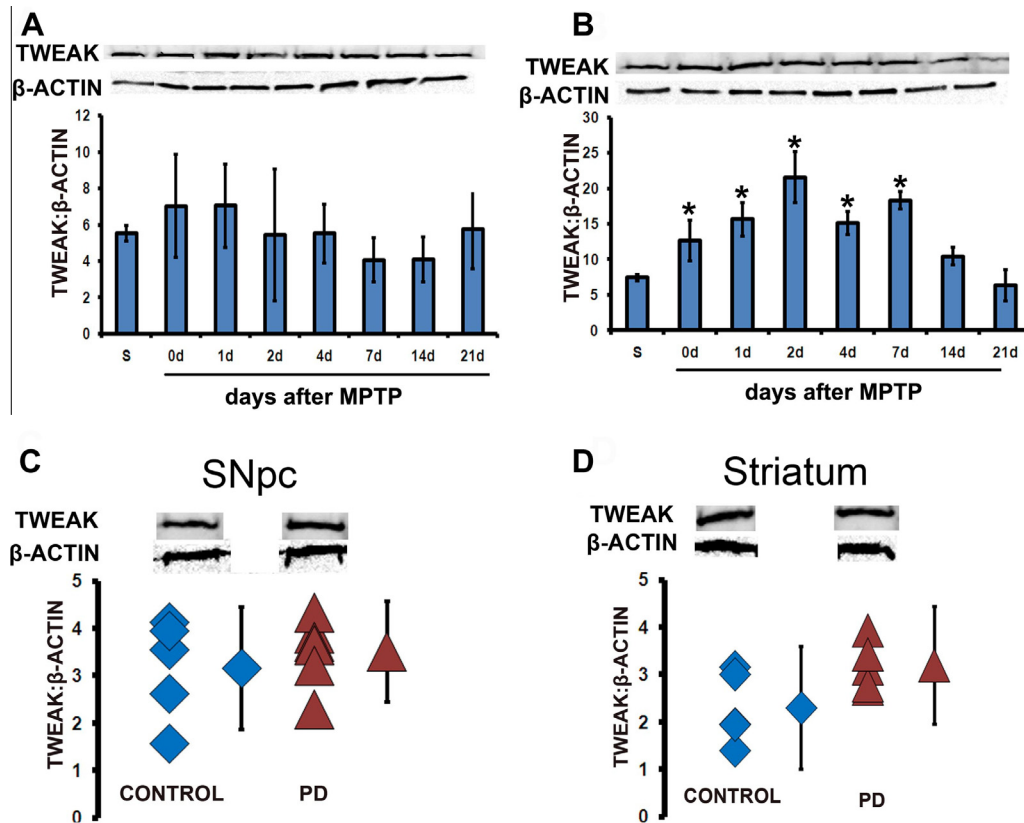 A
TWEAK
β-ACTIN
TWEAK:β-ACTIN
12
10
8
6
4
2
0
S 0d 1d 2d 4d 7d 14d 21d
days after MPTP
B
TWEAK
β-ACTIN
TWEAK:β-ACTIN
30
25
20
15
10
5
0
* * * * *
S 0d 1d 2d 4d 7d 14d 21d
days after MPTP
C
SNpc
TWEAK
β-ACTIN
TWEAK:β-ACTIN
5
4
3
2
1
0
CONTROL PD
D
Striatum
TWEAK
β-ACTIN
TWEAK:β-ACTIN
5
4
3
2
1
0
CONTROL PD